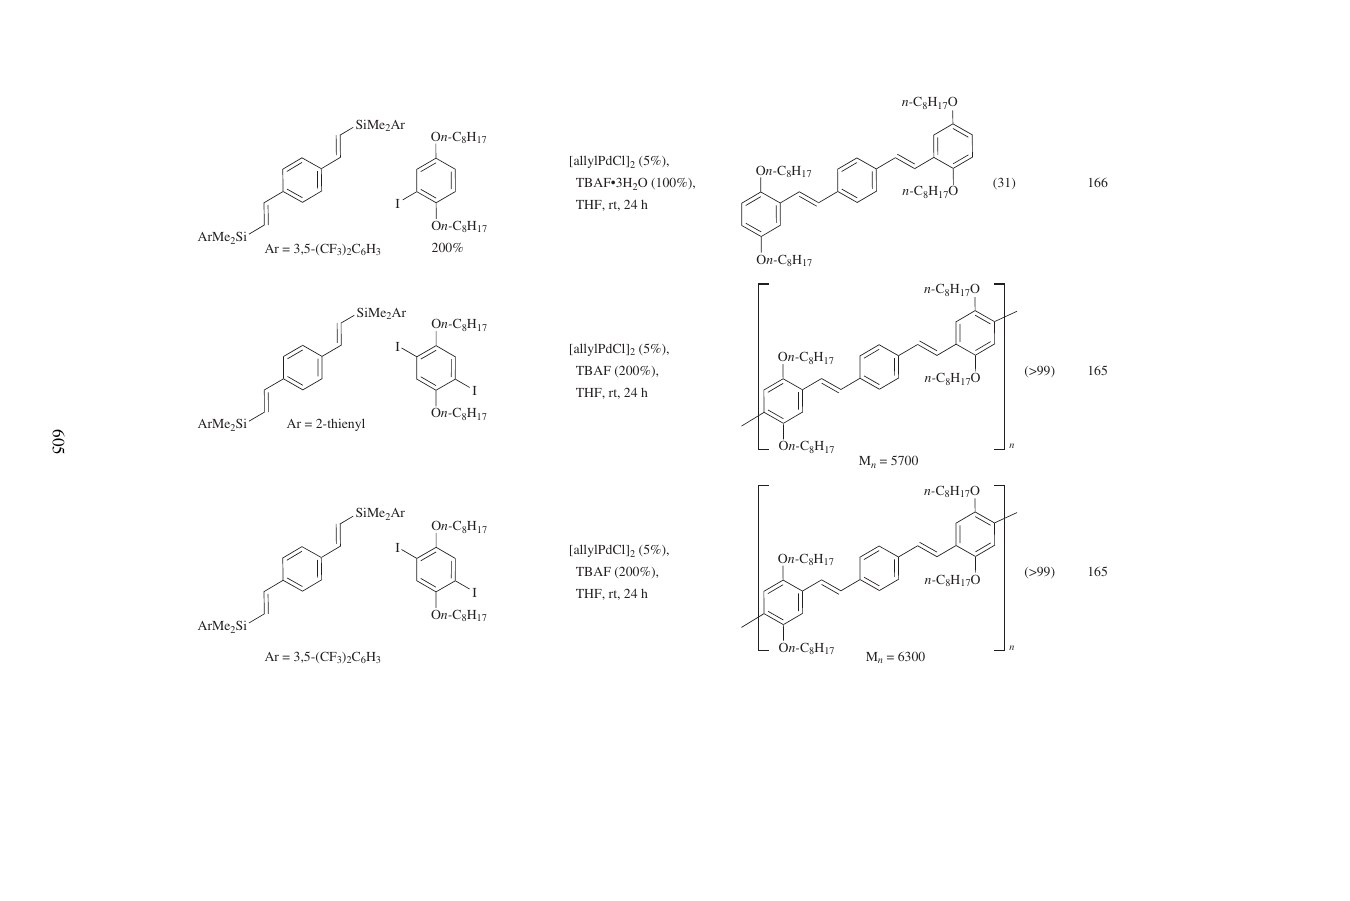 n-C8H17O
SiMe2Ar
On-C8H17
[allylPdCl]2 (5%),
On-C8H17
TBAF•3H2O (100%),
n-C8H17O
(31)
166
I
THF, rt, 24 h
On-C8H17
ArMe2Si
Ar = 3,5-(CF3)2C6H3
200%
On-C8H17
n-C8H17O
SiMe2Ar
On-C8H17
I
[allylPdCl]2 (5%),
On-C8H17
TBAF (200%),
n-C8H17O
(>99)
165
I
THF, rt, 24 h
On-C8H17
ArMe2Si
Ar = 2-thienyl
On-C8H17
n
Mn = 5700
605
n-C8H17O
SiMe2Ar
On-C8H17
I
[allylPdCl]2 (5%),
On-C8H17
TBAF (200%),
n-C8H17O
(>99)
165
I
THF, rt, 24 h
On-C8H17
ArMe2Si
On-C8H17
n
Ar = 3,5-(CF3)2C6H3
Mn = 6300